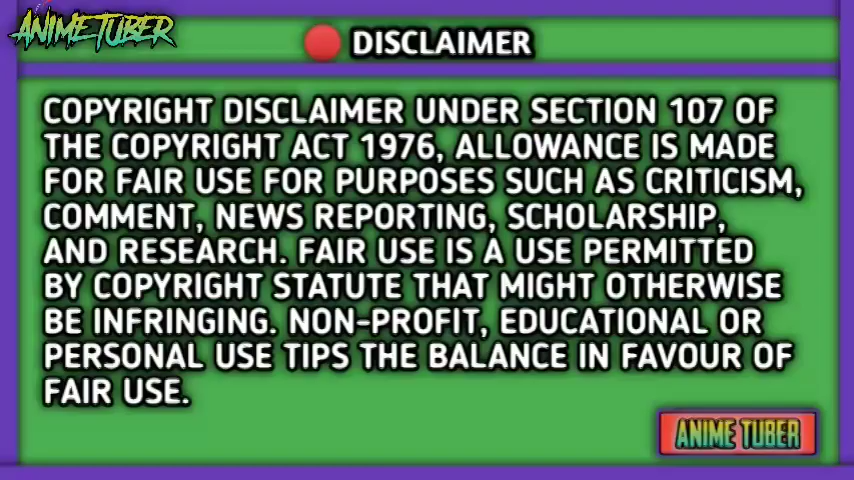 ANIMETUBER
DISCLAIMER
COPYRIGHT DISCLAIMER UNDER SECTION 107 OF
THE COPYRIGHT ACT 1976, ALLOWANCE IS MADE
FOR FAIR USE FOR PURPOSES SUCH AS CRITICISM,
COMMENT, NEWS REPORTING, SCHOLARSHIP,
AND RESEARCH. FAIR USE IS A USE PERMITTED
BY COPYRIGHT STATUTE THAT MIGHT OTHERWISE
BE INFRINGING. NON-PROFIT, EDUCATIONAL OR
PERSONAL USE TIPS THE BALANCE IN FAVOUR OF
FAIR USE.
ANIME TUBER